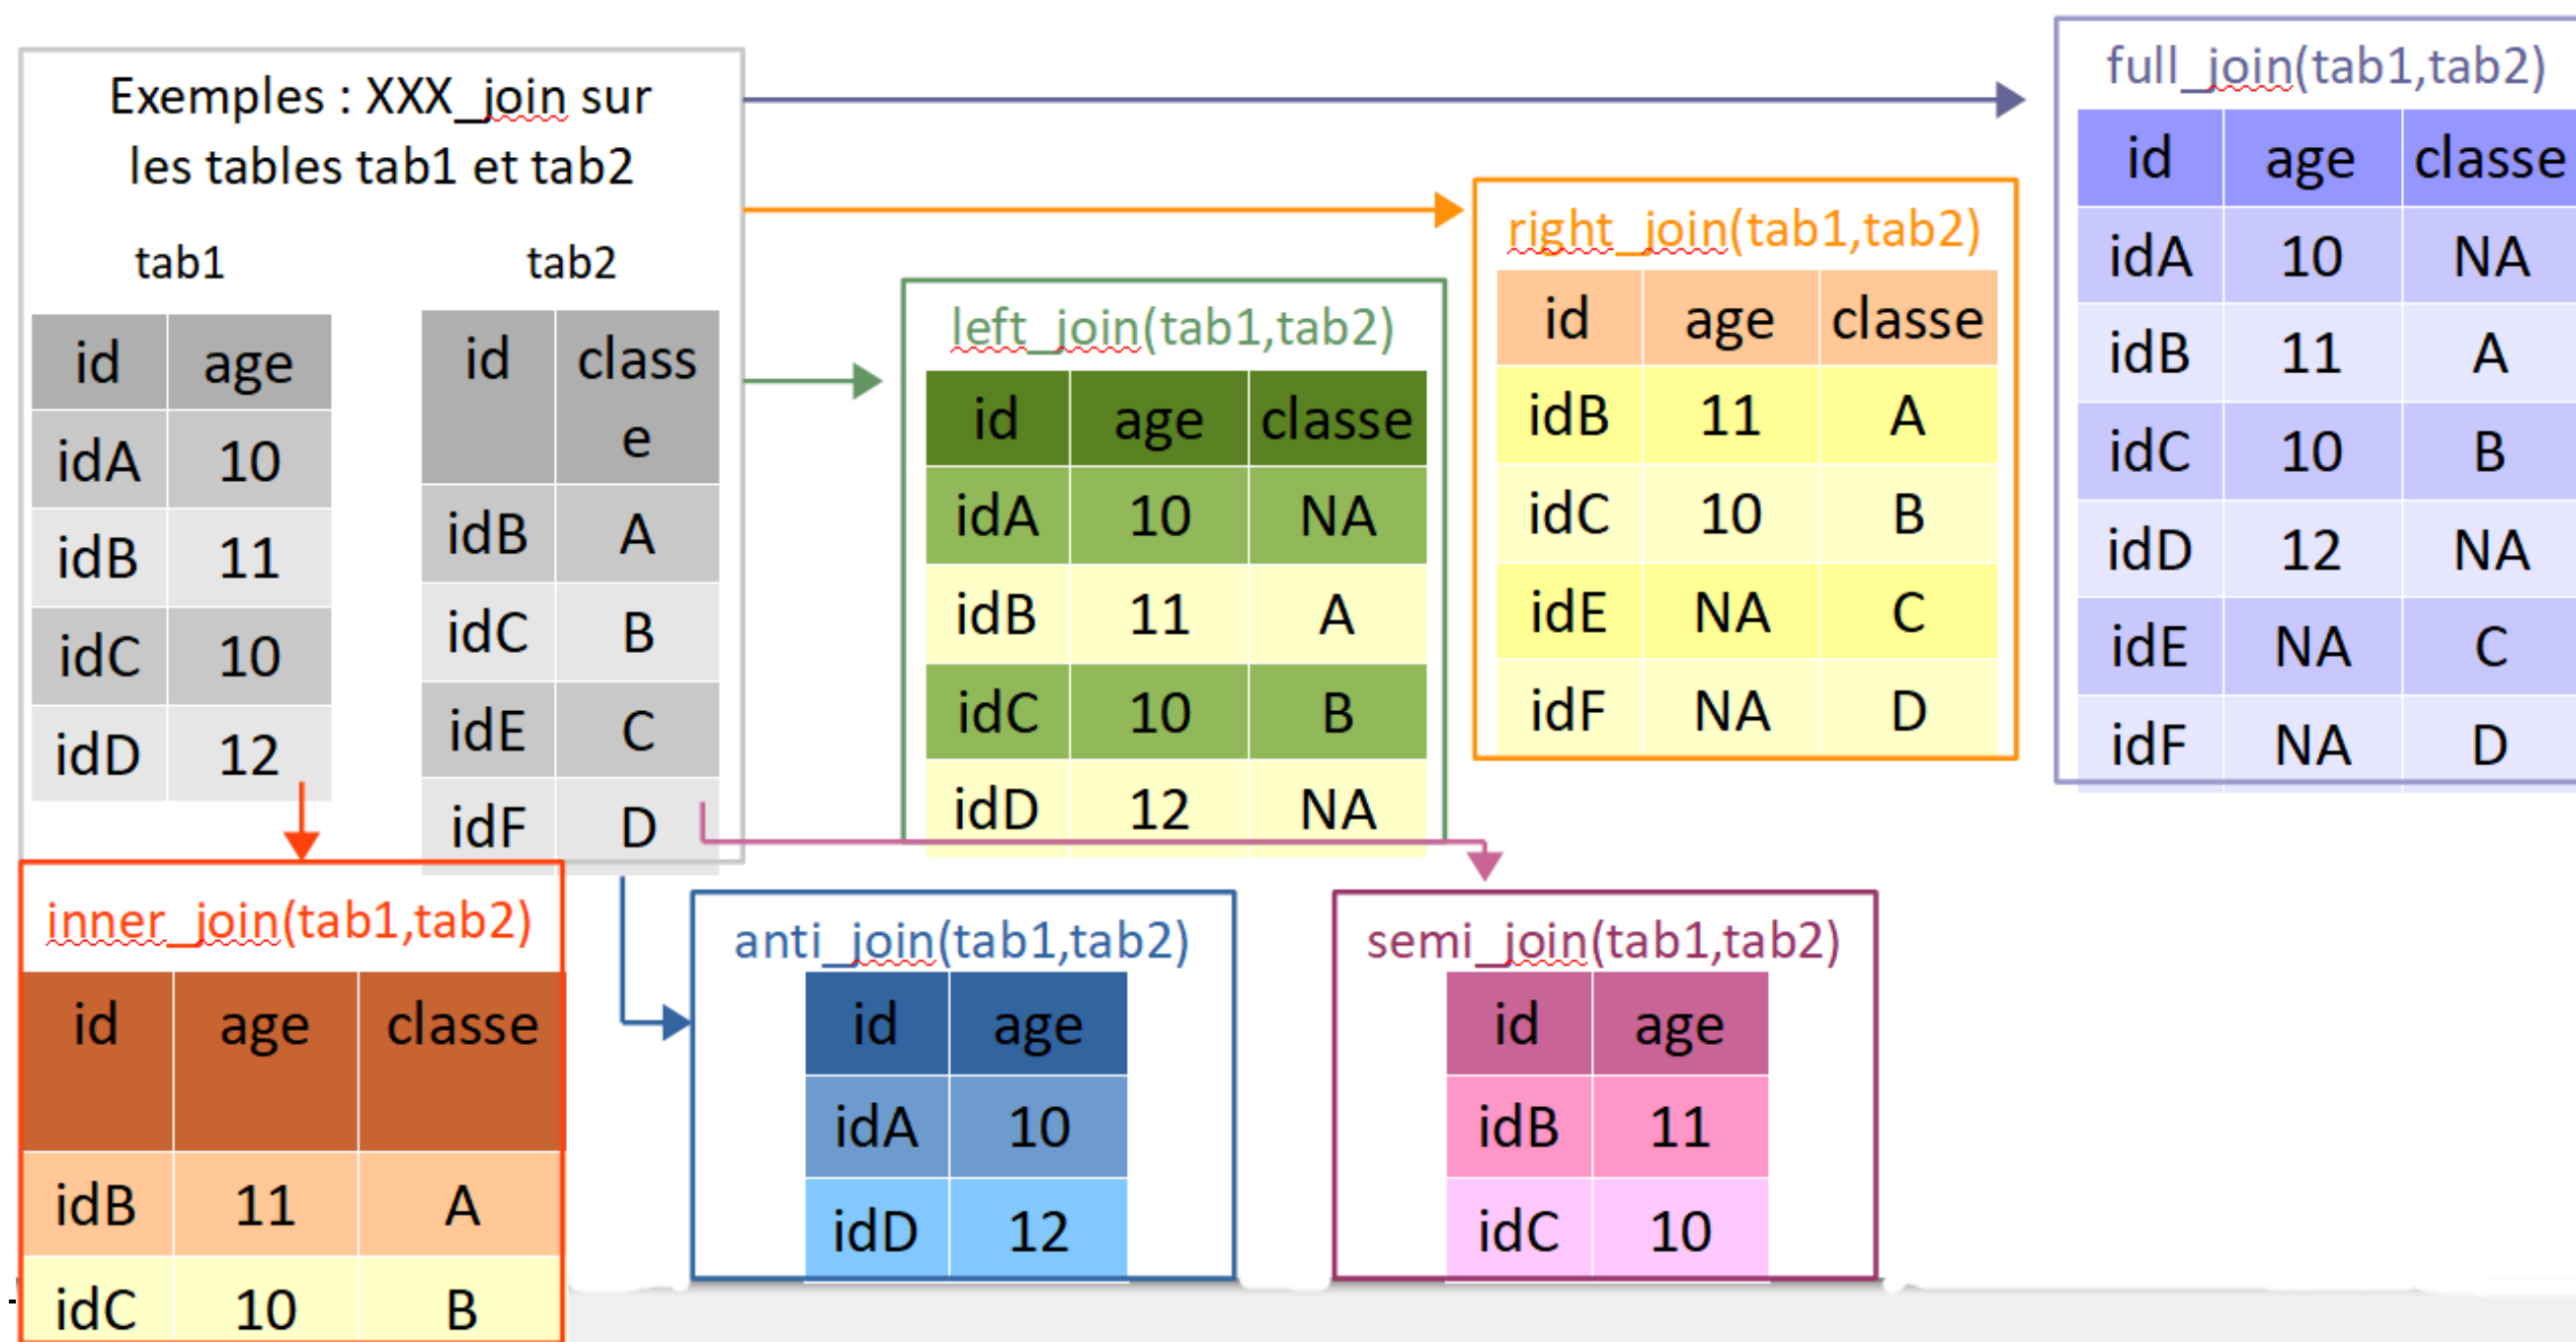 Exemples : XXX_join sur
les tables tab1 et tab2
tab1
id age
idA 10
idB 11
idC 10
idD 12
tab2
id class
e
idB A
idC B
idE C
idF D
left_join(tab1,tab2)
id age classe
idA 10 NA
idB 11 A
idC 10 B
idD 12 NA
right_join(tab1,tab2)
id age classe
idB 11 A
idC 10 B
idE NA C
idF NA D
full_join(tab1,tab2)
id age classe
idA 10 NA
idB 11 A
idC 10 B
idD 12 NA
idE NA C
idF NA D
inner_join(tab1,tab2)
id age classe
idB 11 A
idC 10 B
anti_join(tab1,tab2)
id age
idA 10
idD 12
semi_join(tab1,tab2)
id age
idB 11
idC 10